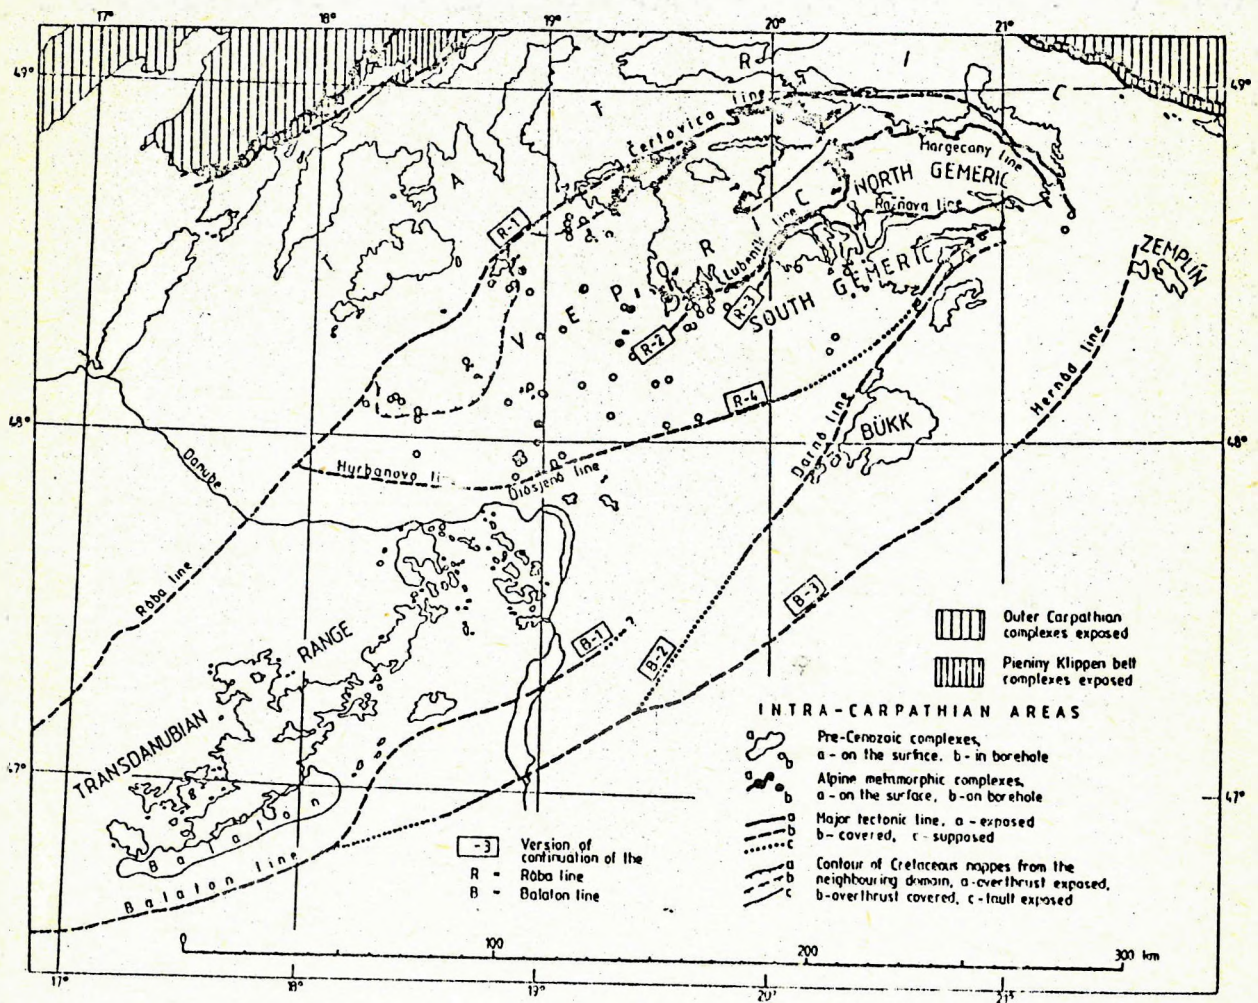 17°
18°
19°
20°
21°
49°
49°
T A T R I C
Čertovica line
Margecany line
NORTH GEMERIC
Rožňava line
R-1
V E P O R I C
Lubeník line
R-3
SOUTH GEMERIC
R-2
ZEMPLÍN
R-4
Hernád line
48°
48°
Darnó line
BÜKK
Danube
Hurbanovo li
Diósjenő line
Rába line
B-1
?
B-2
B-3
TRANSDANUBIAN RANGE
47°
47°
Balaton
Balaton line
Outer Carpathian
complexes exposed
Pieniny Klippen belt
complexes exposed
INTRA-CARPATHIAN AREAS
a
b
Pre-Cenozoic complexes,
a - on the surface, b - in borehole
a
b
Alpine metamorphic complexes,
a - on the surface, b - on borehole
a
b
c
Major tectonic line, a - exposed
b - covered, c - supposed
a
b
c
Contour of Cretaceous nappes from the
neighbouring domain, a - overthrust exposed,
b - overthrust covered, c - fault exposed
-3
Version of
continuation of the
R - Rába line
B - Balaton line
0
100
200
300 km
17°
18°
19°
20°
21°